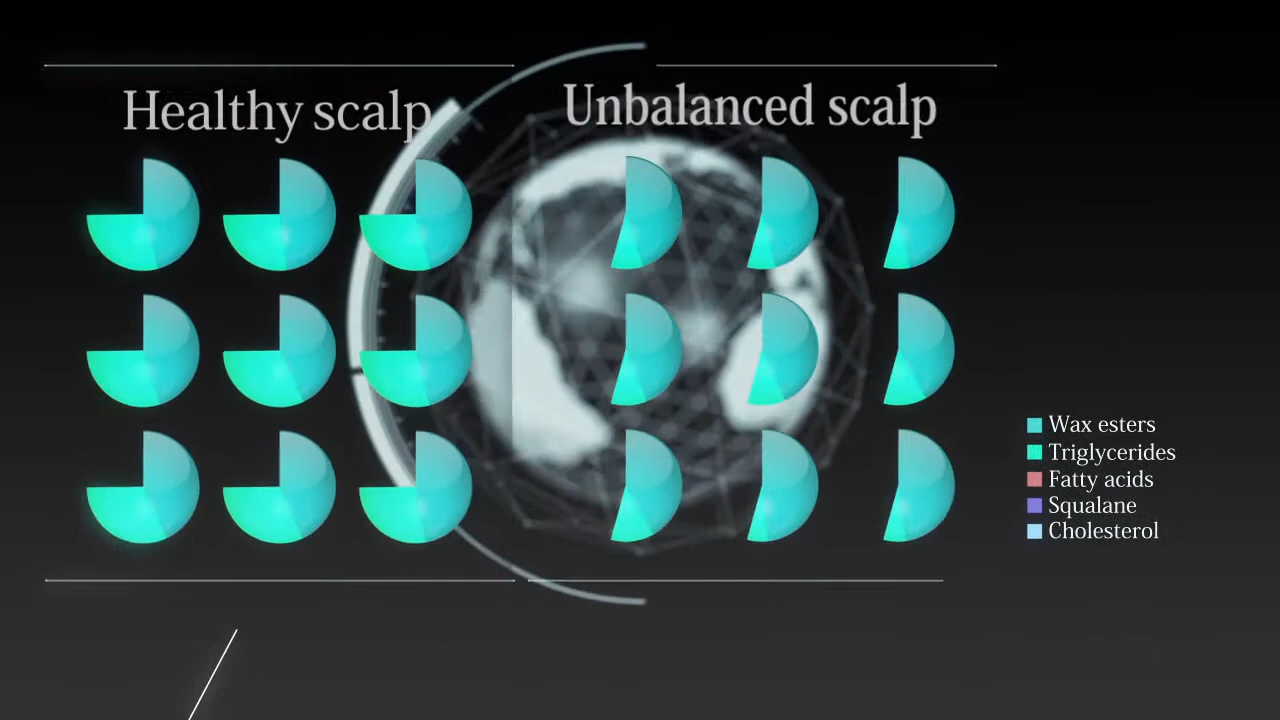 Healthy scalp
Unbalanced scalp
Wax esters
Triglycerides
Fatty acids
Squalane
Cholesterol